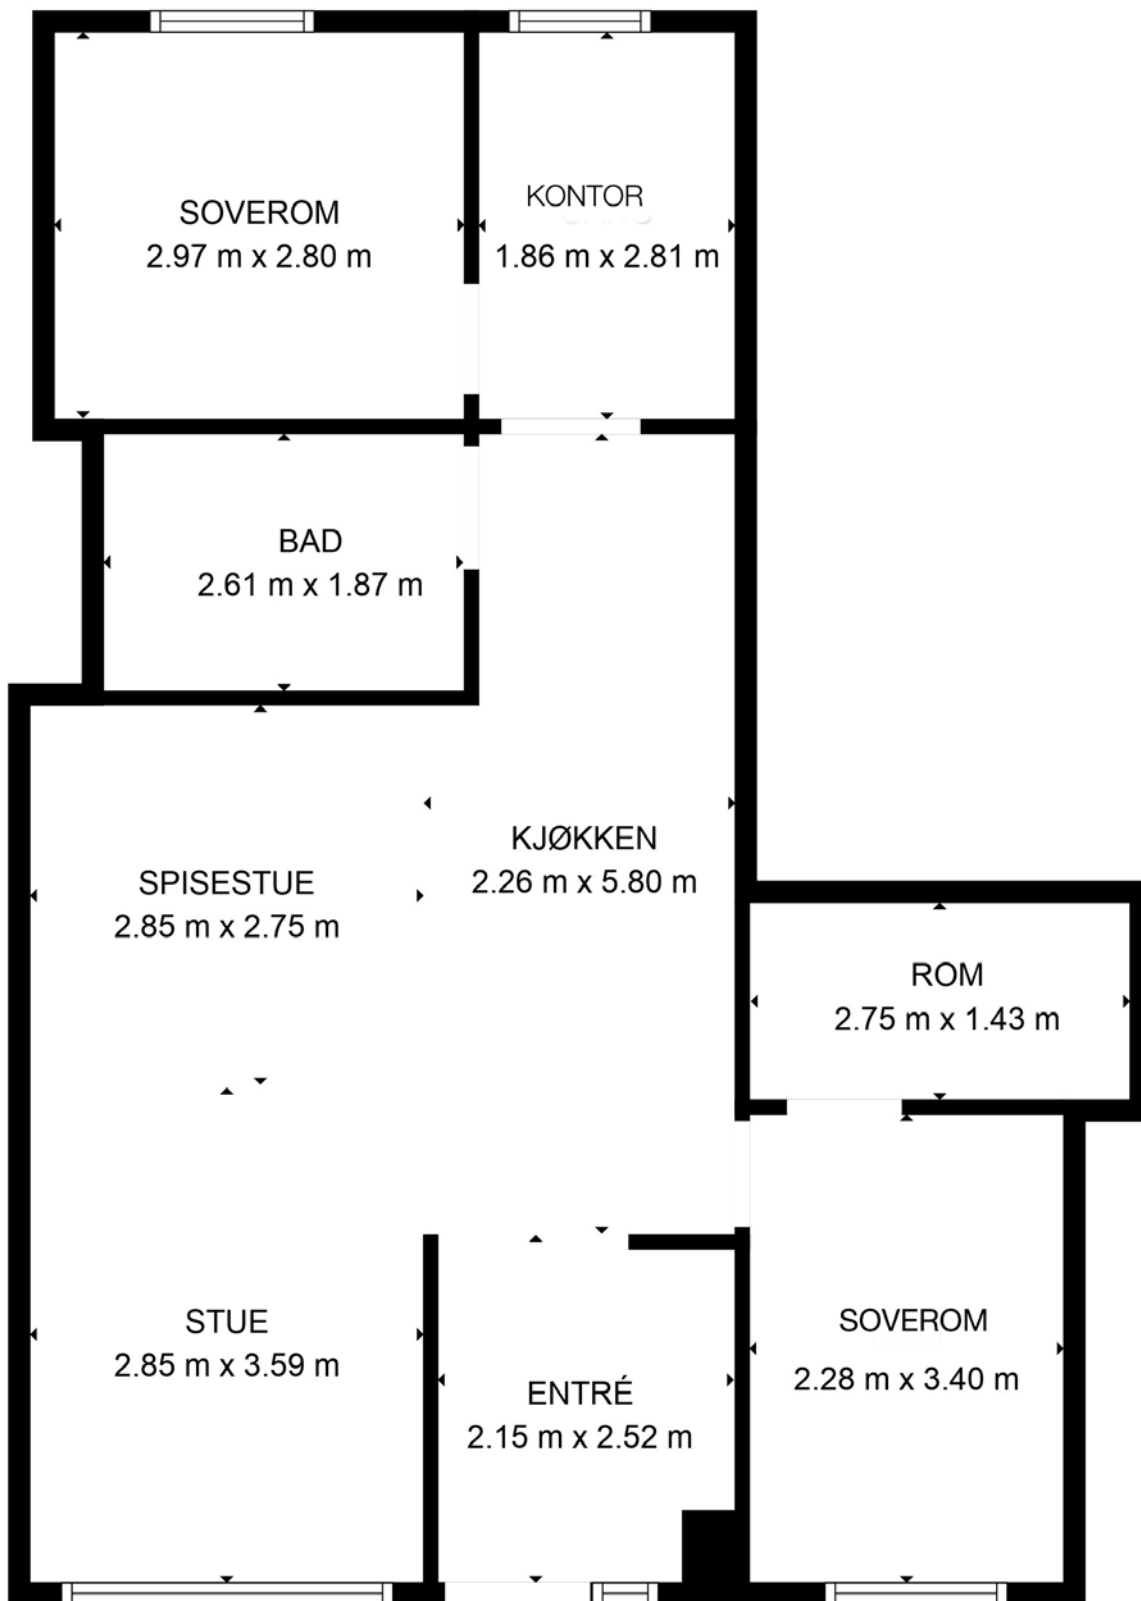 SOVEROM
2.97 m x 2.80 m
KONTOR
1.86 m x 2.81 m
BAD
2.61 m x 1.87 m
KJØKKEN
2.26 m x 5.80 m
SPISESTUE
2.85 m x 2.75 m
ROM
2.75 m x 1.43 m
STUE
2.85 m x 3.59 m
SOVEROM
2.28 m x 3.40 m
ENTRÉ
2.15 m x 2.52 m